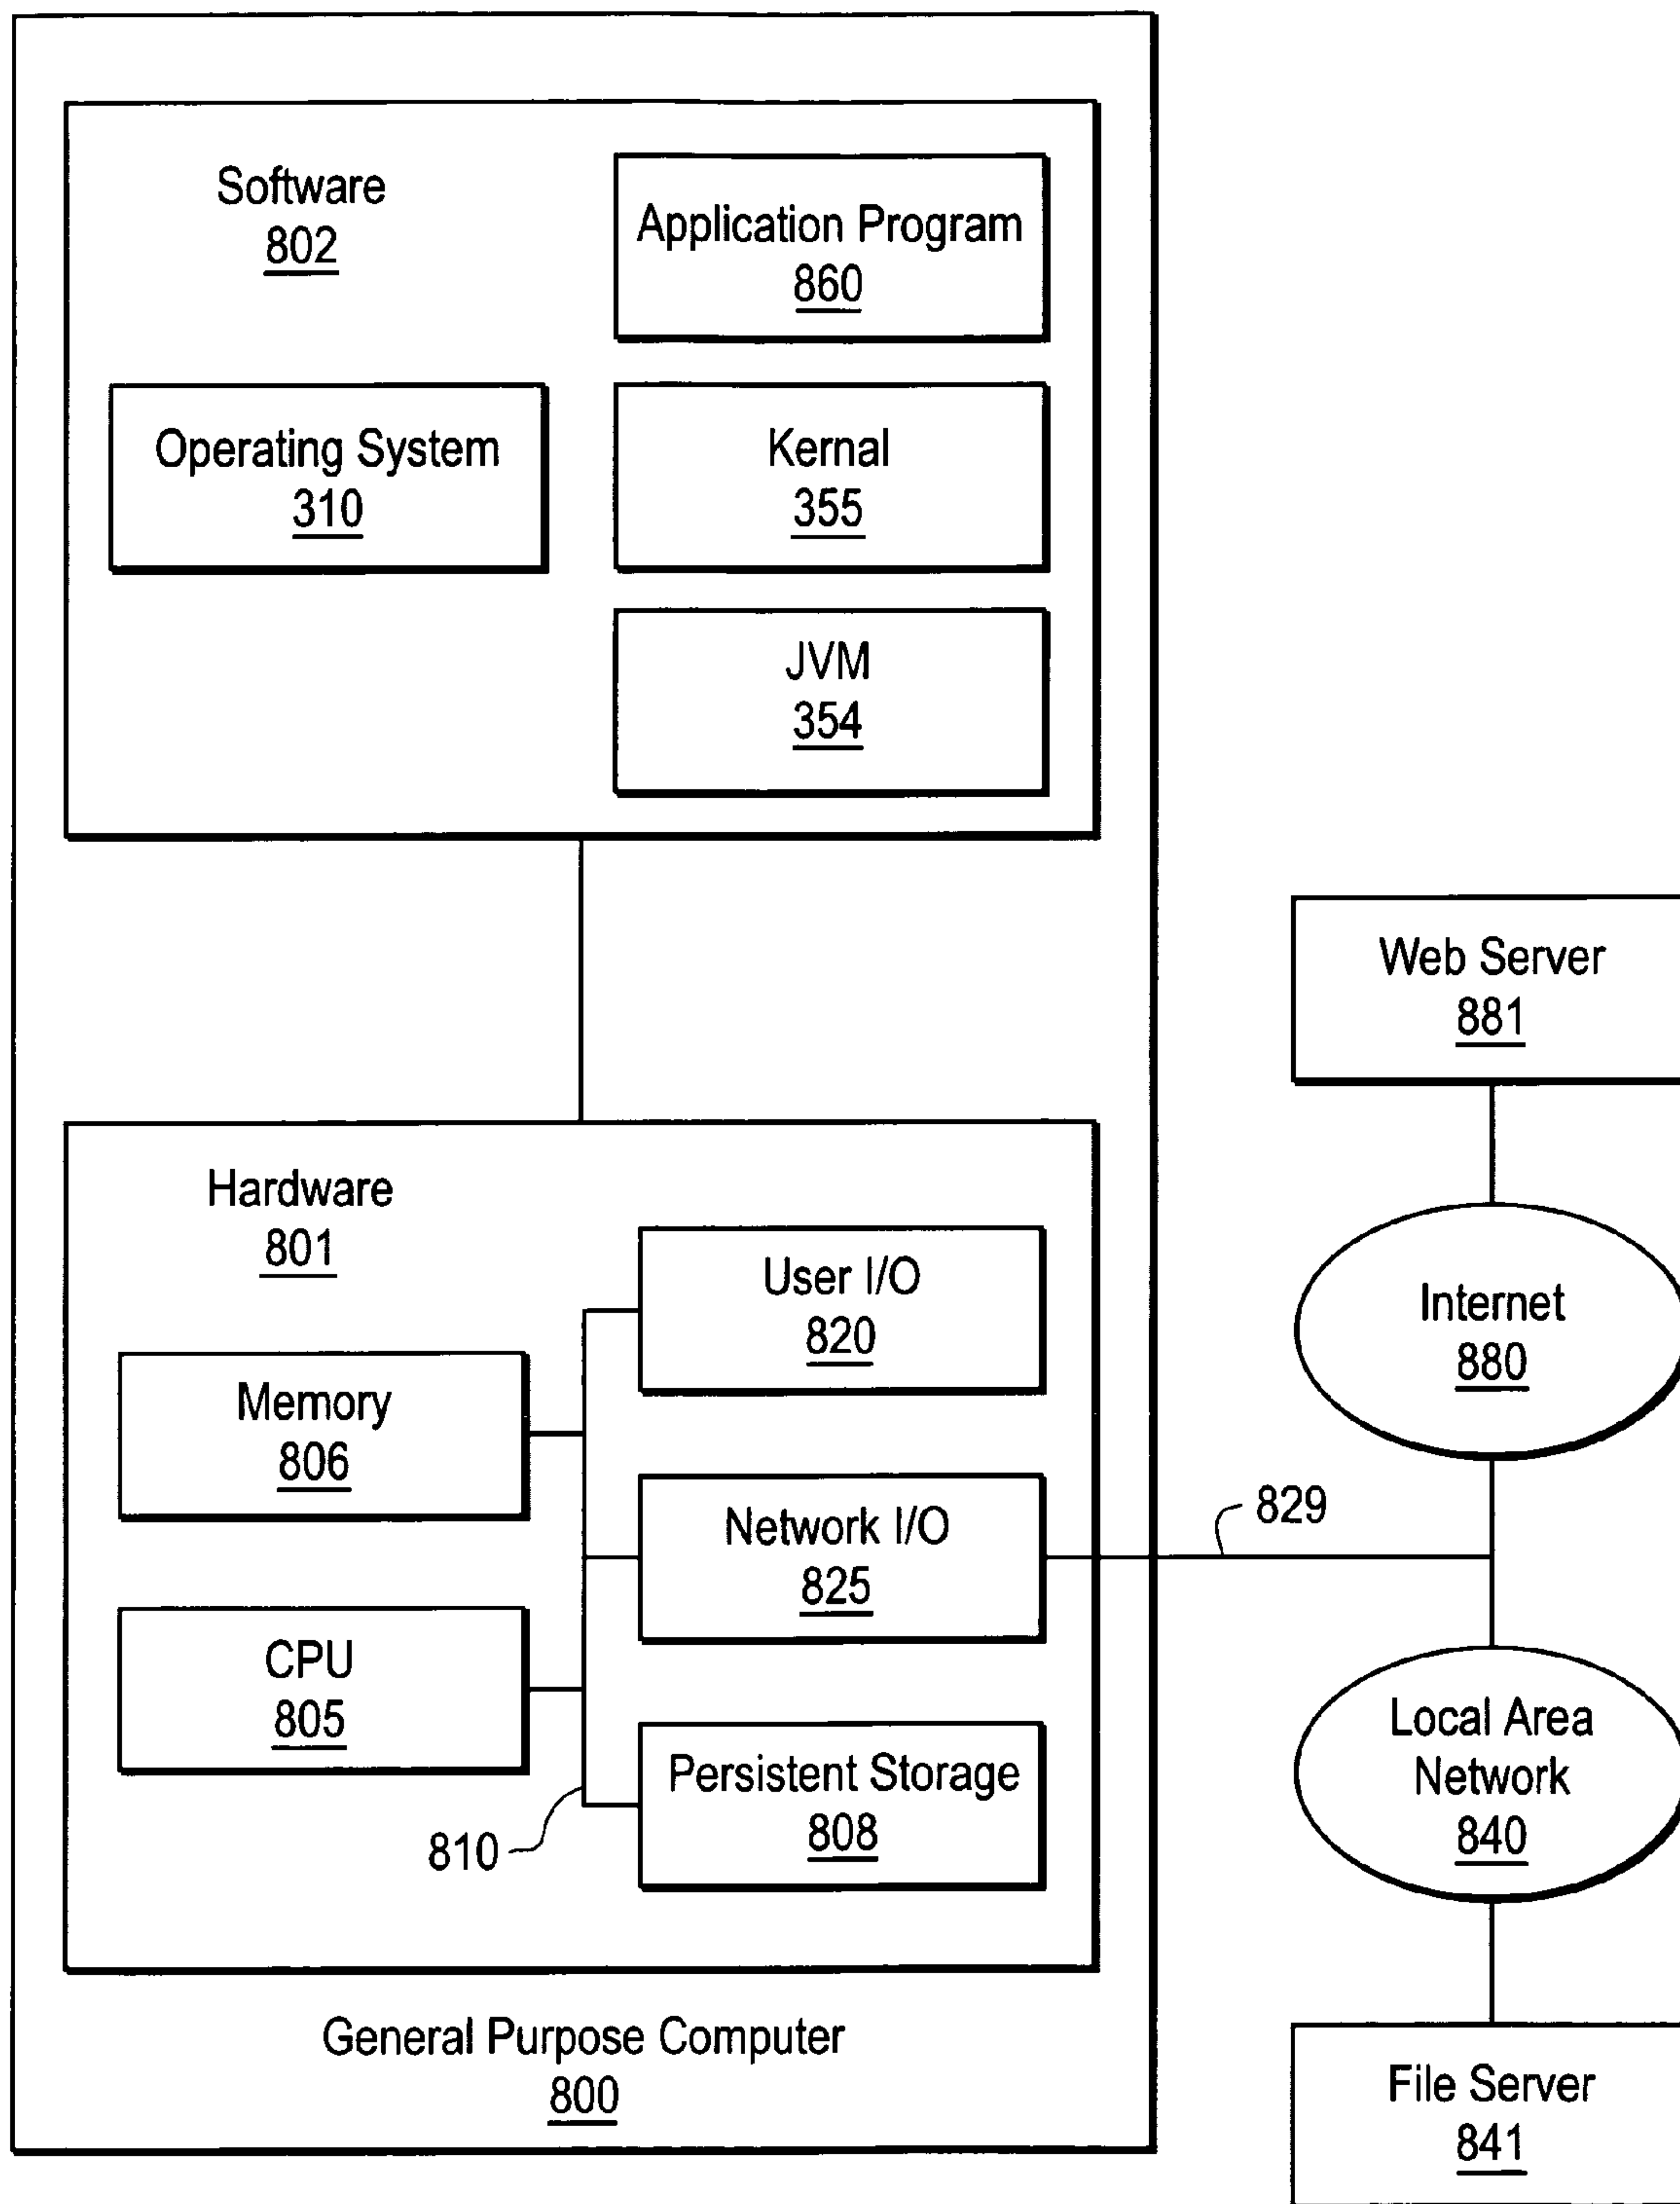 Software
802
Application Program
860
Operating System
310
Kernal
355
JVM
354
Web Server
881
Hardware
801
User I/O
820
Internet
880
Memory
806
Network I/O
825
829
CPU
805
Local Area
Network
840
Persistent Storage
808
810
General Purpose Computer
800
File Server
841